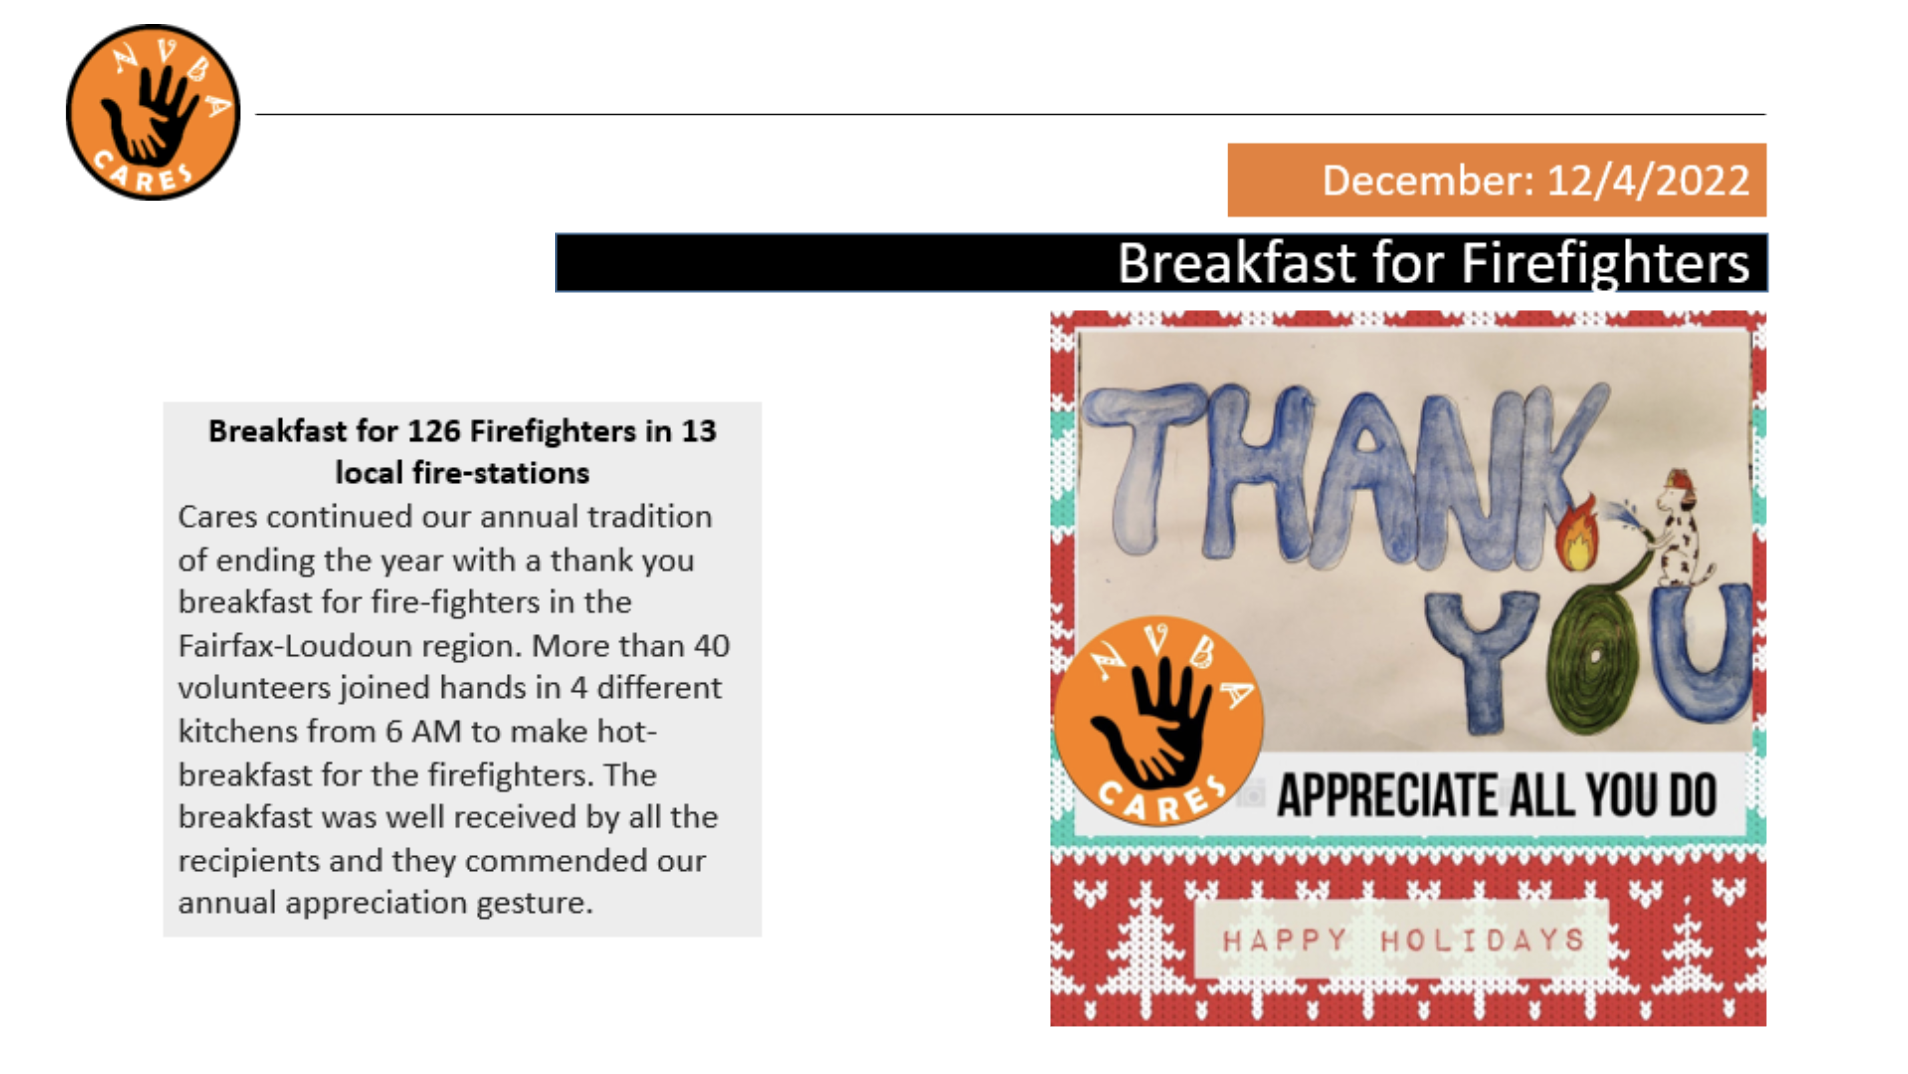 NVBA
CARES
December: 12/4/2022
Breakfast for Firefighters
Breakfast for 126 Firefighters in 13
local fire-stations
Cares continued our annual tradition
of ending the year with a thank you
breakfast for fire-fighters in the
Fairfax-Loudoun region. More than 40
volunteers joined hands in 4 different
kitchens from 6 AM to make hot-
breakfast for the firefighters. The
breakfast was well received by all the
recipients and they commended our
annual appreciation gesture.
THANK
YOU
NVBA
CARES
APPRECIATE ALL YOU DO
HAPPY HOLIDAYS